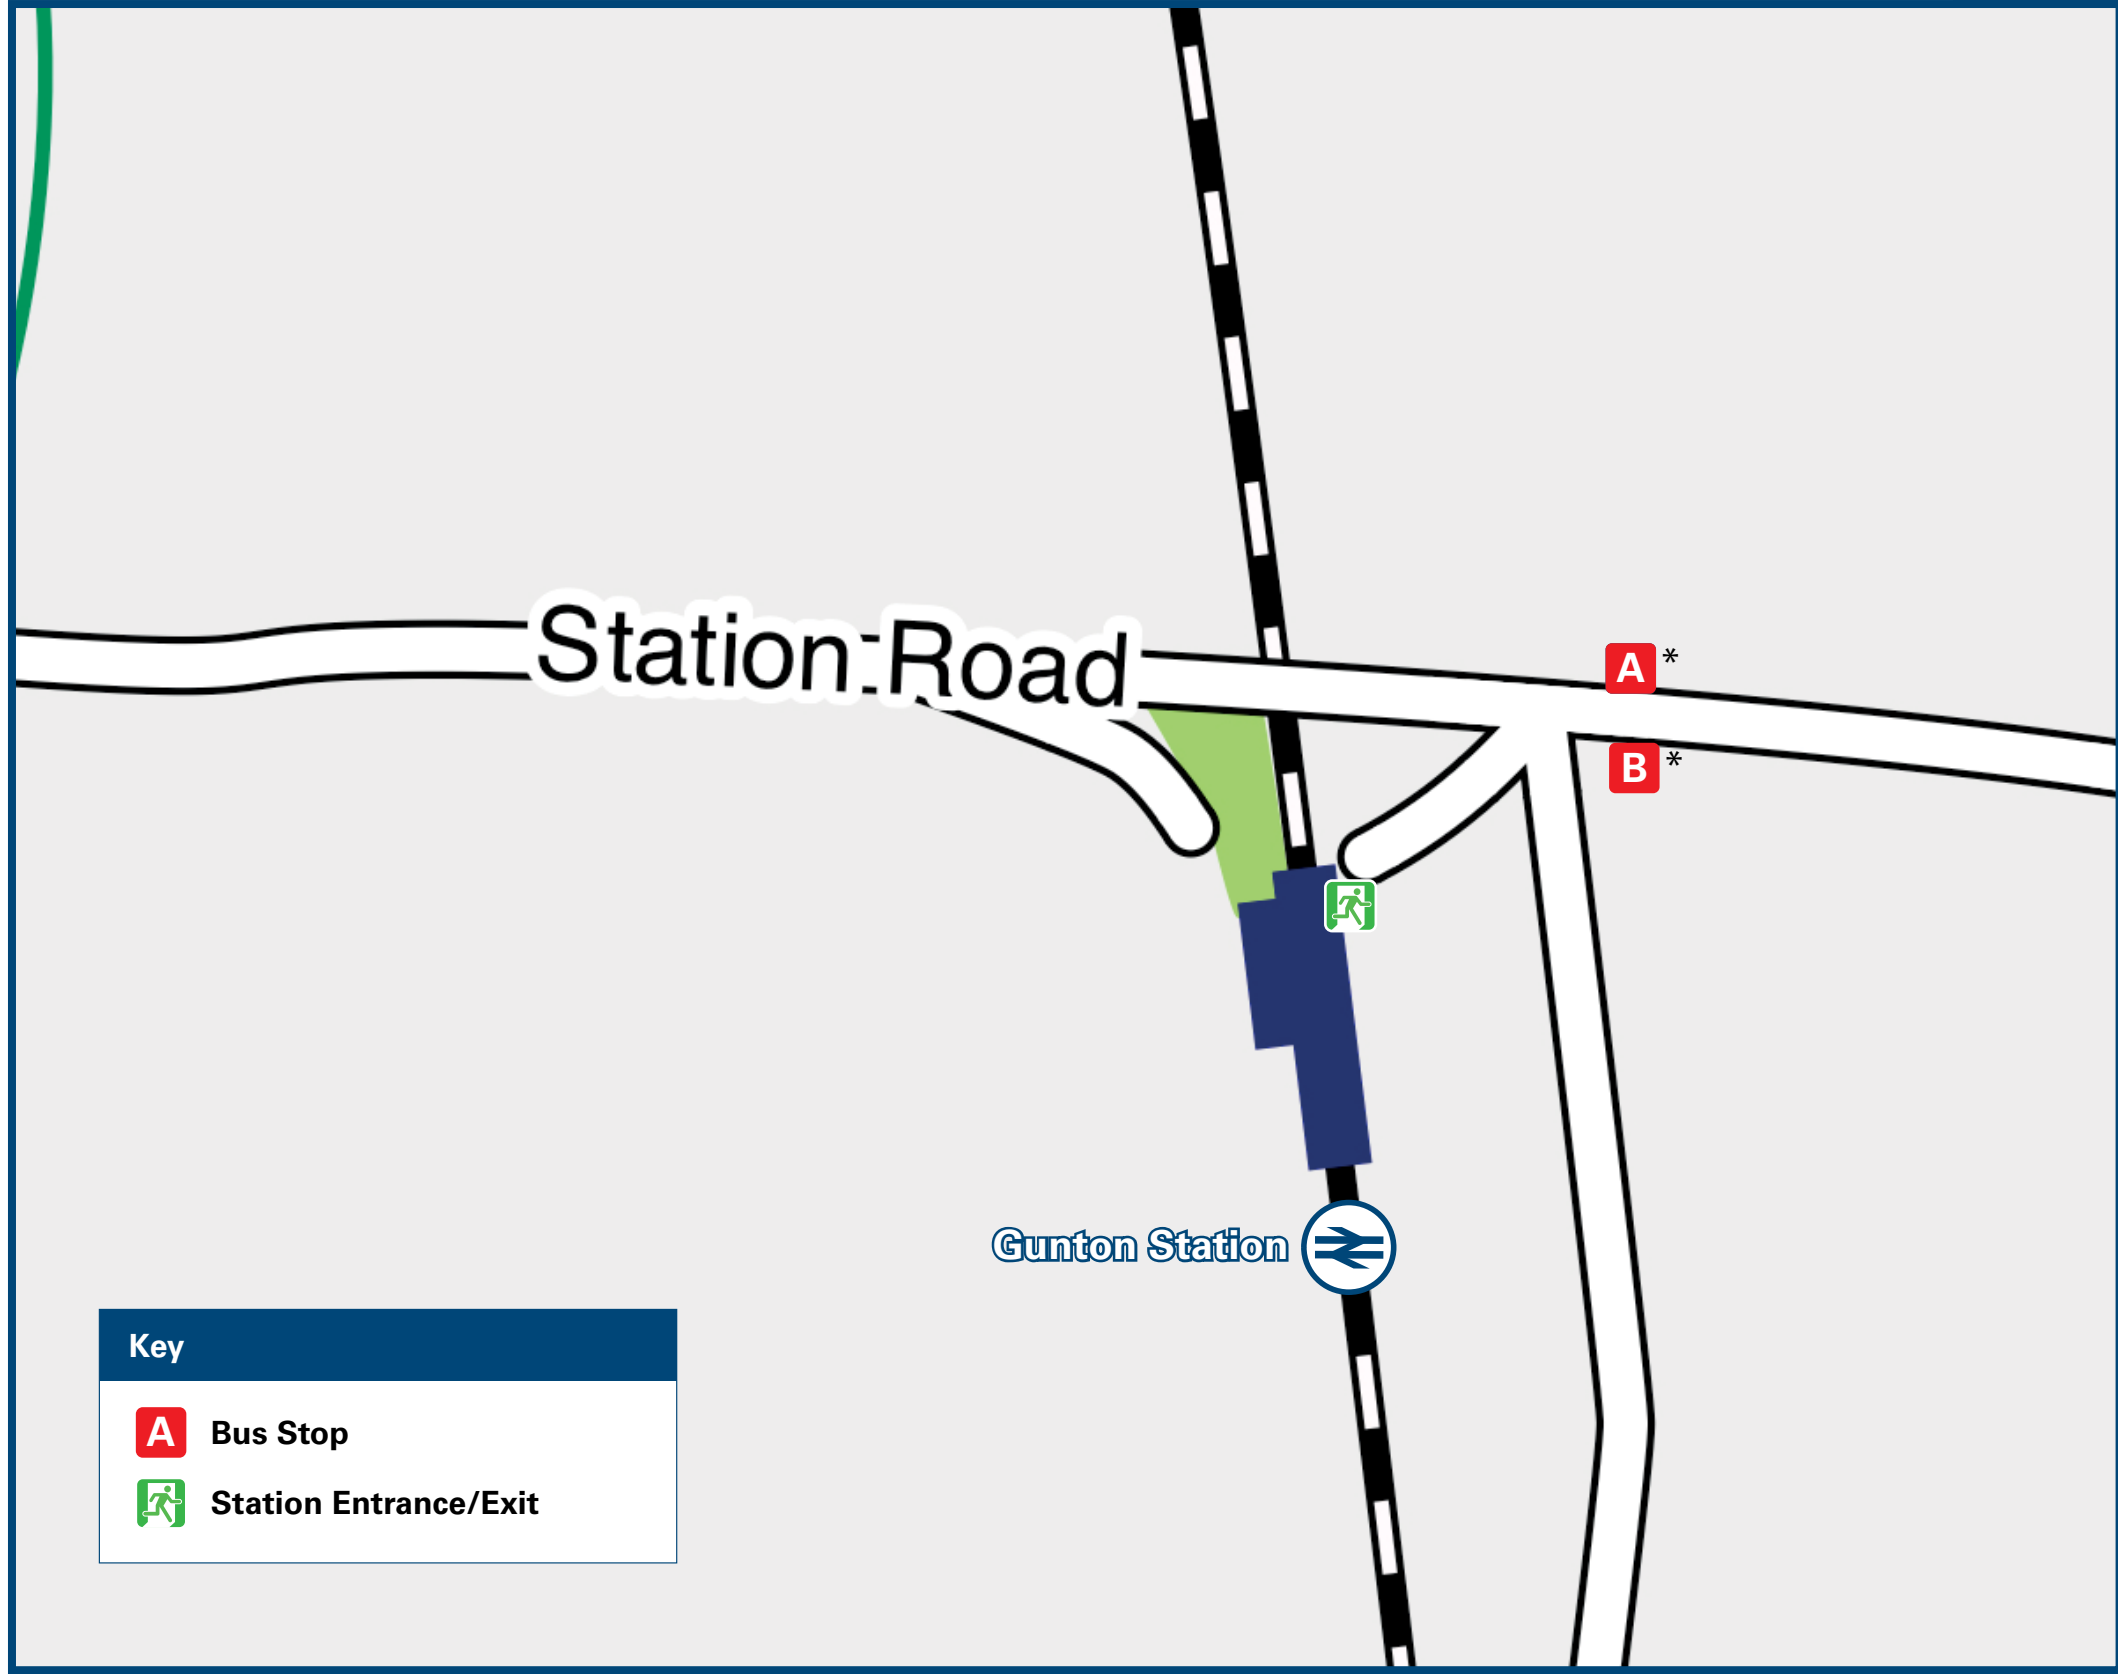 Station Road
A *
B *
Gunton Station
Key
A Bus Stop
Station Entrance/Exit